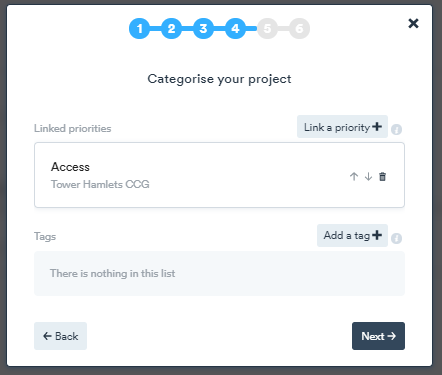 1 2 3 4 5 6
Categorise your project
Linked priorities Link a priority
Access
Tower Hamlets CCG
Tags Add a tag
There is nothing in this list
← Back Next →